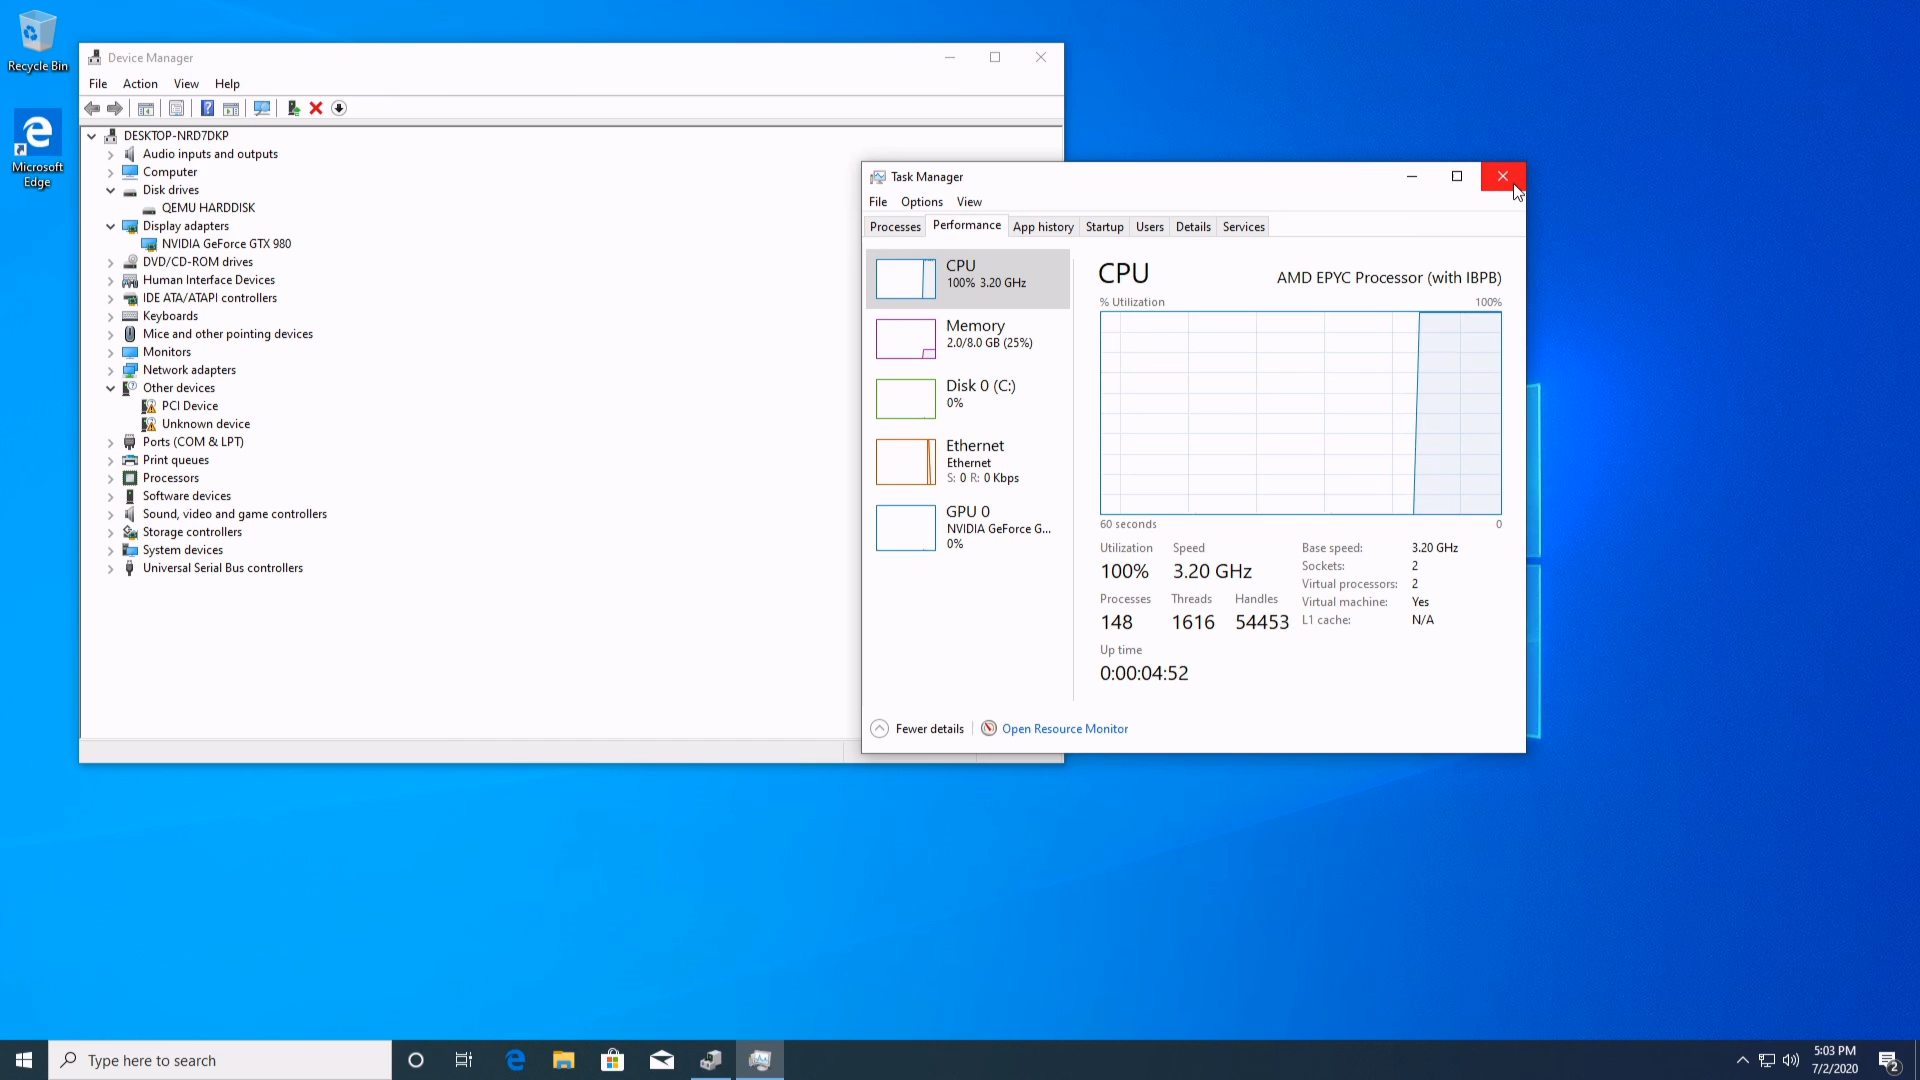 Recycle Bin
Microsoft
Edge
Device Manager
File Action View Help
DESKTOP-NRD7DKP
Audio inputs and outputs
Computer
Disk drives
QEMU HARDDISK
Display adapters
NVIDIA GeForce GTX 980
DVD/CD-ROM drives
Human Interface Devices
IDE ATA/ATAPI controllers
Keyboards
Mice and other pointing devices
Monitors
Network adapters
Other devices
PCI Device
Unknown device
Ports (COM & LPT)
Print queues
Processors
Software devices
Sound, video and game controllers
Storage controllers
System devices
Universal Serial Bus controllers
Task Manager
File Options View
Processes Performance App history Startup Users Details Services
CPU
100% 3.20 GHz
Memory
2.0/8.0 GB (25%)
Disk 0 (C:)
0%
Ethernet
Ethernet
S: 0 R: 0 Kbps
GPU 0
NVIDIA GeForce G...
0%
CPU AMD EPYC Processor (with IBPB)
% Utilization 100%
60 seconds 0
Utilization Speed
100% 3.20 GHz
Processes Threads Handles
148 1616 54453
Up time
0:00:04:52
Base speed: 3.20 GHz
Sockets: 2
Virtual processors: 2
Virtual machine: Yes
L1 cache: N/A
Fewer details Open Resource Monitor
Type here to search
5:03 PM
7/2/2020
2